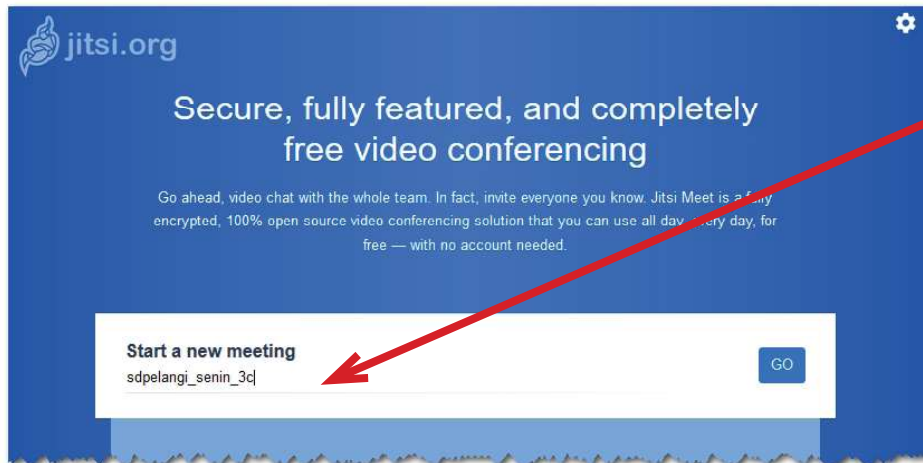 jitsi.org
Secure, fully featured, and completely
free video conferencing
Go ahead, video chat with the whole team. In fact, invite everyone you know. Jitsi Meet is a fully
encrypted, 100% open source video conferencing solution that you can use all day, every day, for
free — with no account needed.
Start a new meeting
sdpelangi_senin_3c
GO